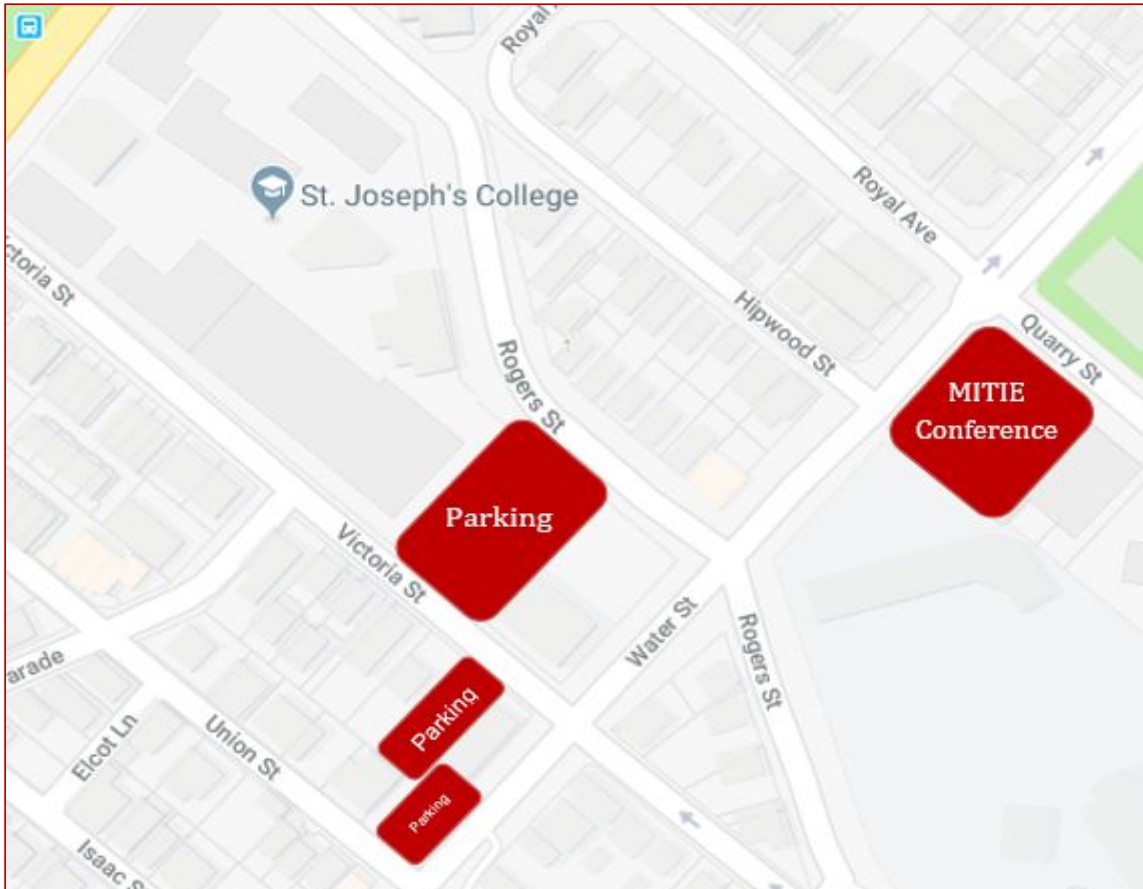 Royal
St. Joseph's College
Royal Ave
ctoria St
Hipwood St
Quarry St
Rogers St
MITIE
Conference
Parking
Victoria St
Water St
Rogers St
arade
Parking
Elcot Ln
Union St
Parking
Isaac S